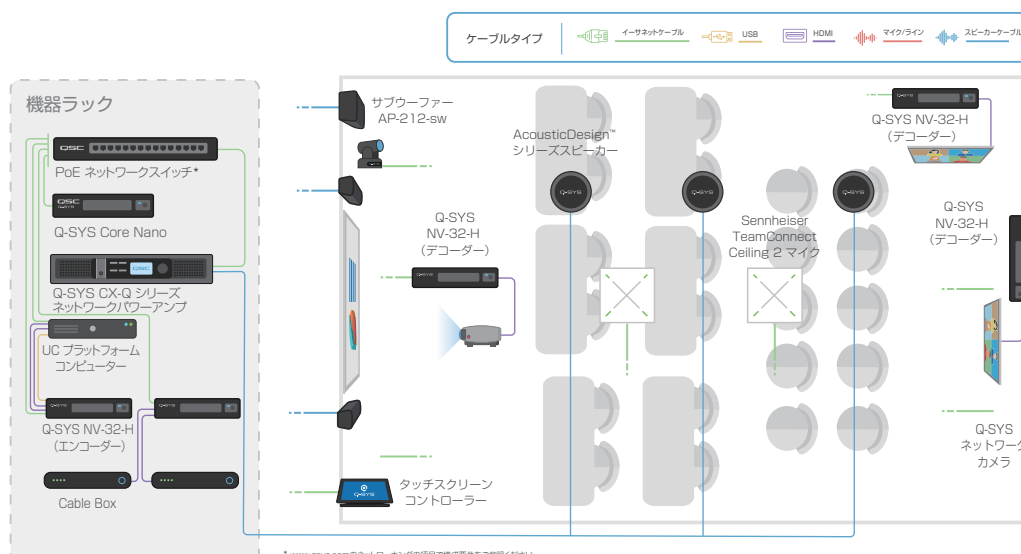 ケーブルタイプ
イーサネットケーブル
USB
HDMI
マイク/ライン
スピーカーケーブル
機器ラック
QSC
PoE ネットワークスイッチ*
QSC
Q-SYS
Q-SYS Core Nano
QSC
Q-SYS CX-Q シリーズ
ネットワークパワーアンプ
UC プラットフォーム
コンピューター
Q-SYS NV-32-H
（エンコーダー）
Cable Box
サブウーファー
AP-212-sw
Q-SYS
NV-32-H
（デコーダー）
タッチスクリーン
コントローラー
Q-SYS
AcousticDesign™
シリーズスピーカー
Q-SYS
Q-SYS
Q-SYS
Sennheiser
TeamConnect
Ceiling 2 マイク
Q-SYS NV-32-H
（デコーダー）
Q-SYS
NV-32-H
（デコーダー）
Q-SYS
ネットワーク
カメラ